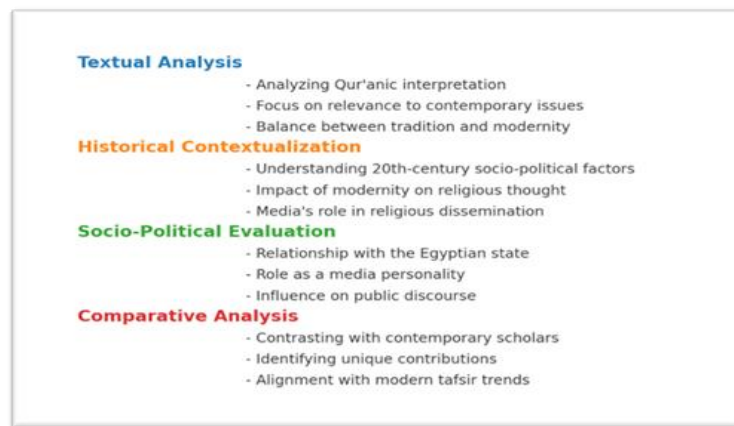 Textual Analysis
- Analyzing Qur'anic interpretation
- Focus on relevance to contemporary issues
- Balance between tradition and modernity
Historical Contextualization
- Understanding 20th-century socio-political factors
- Impact of modernity on religious thought
- Media's role in religious dissemination
Socio-Political Evaluation
- Relationship with the Egyptian state
- Role as a media personality
- Influence on public discourse
Comparative Analysis
- Contrasting with contemporary scholars
- Identifying unique contributions
- Alignment with modern tafsir trends